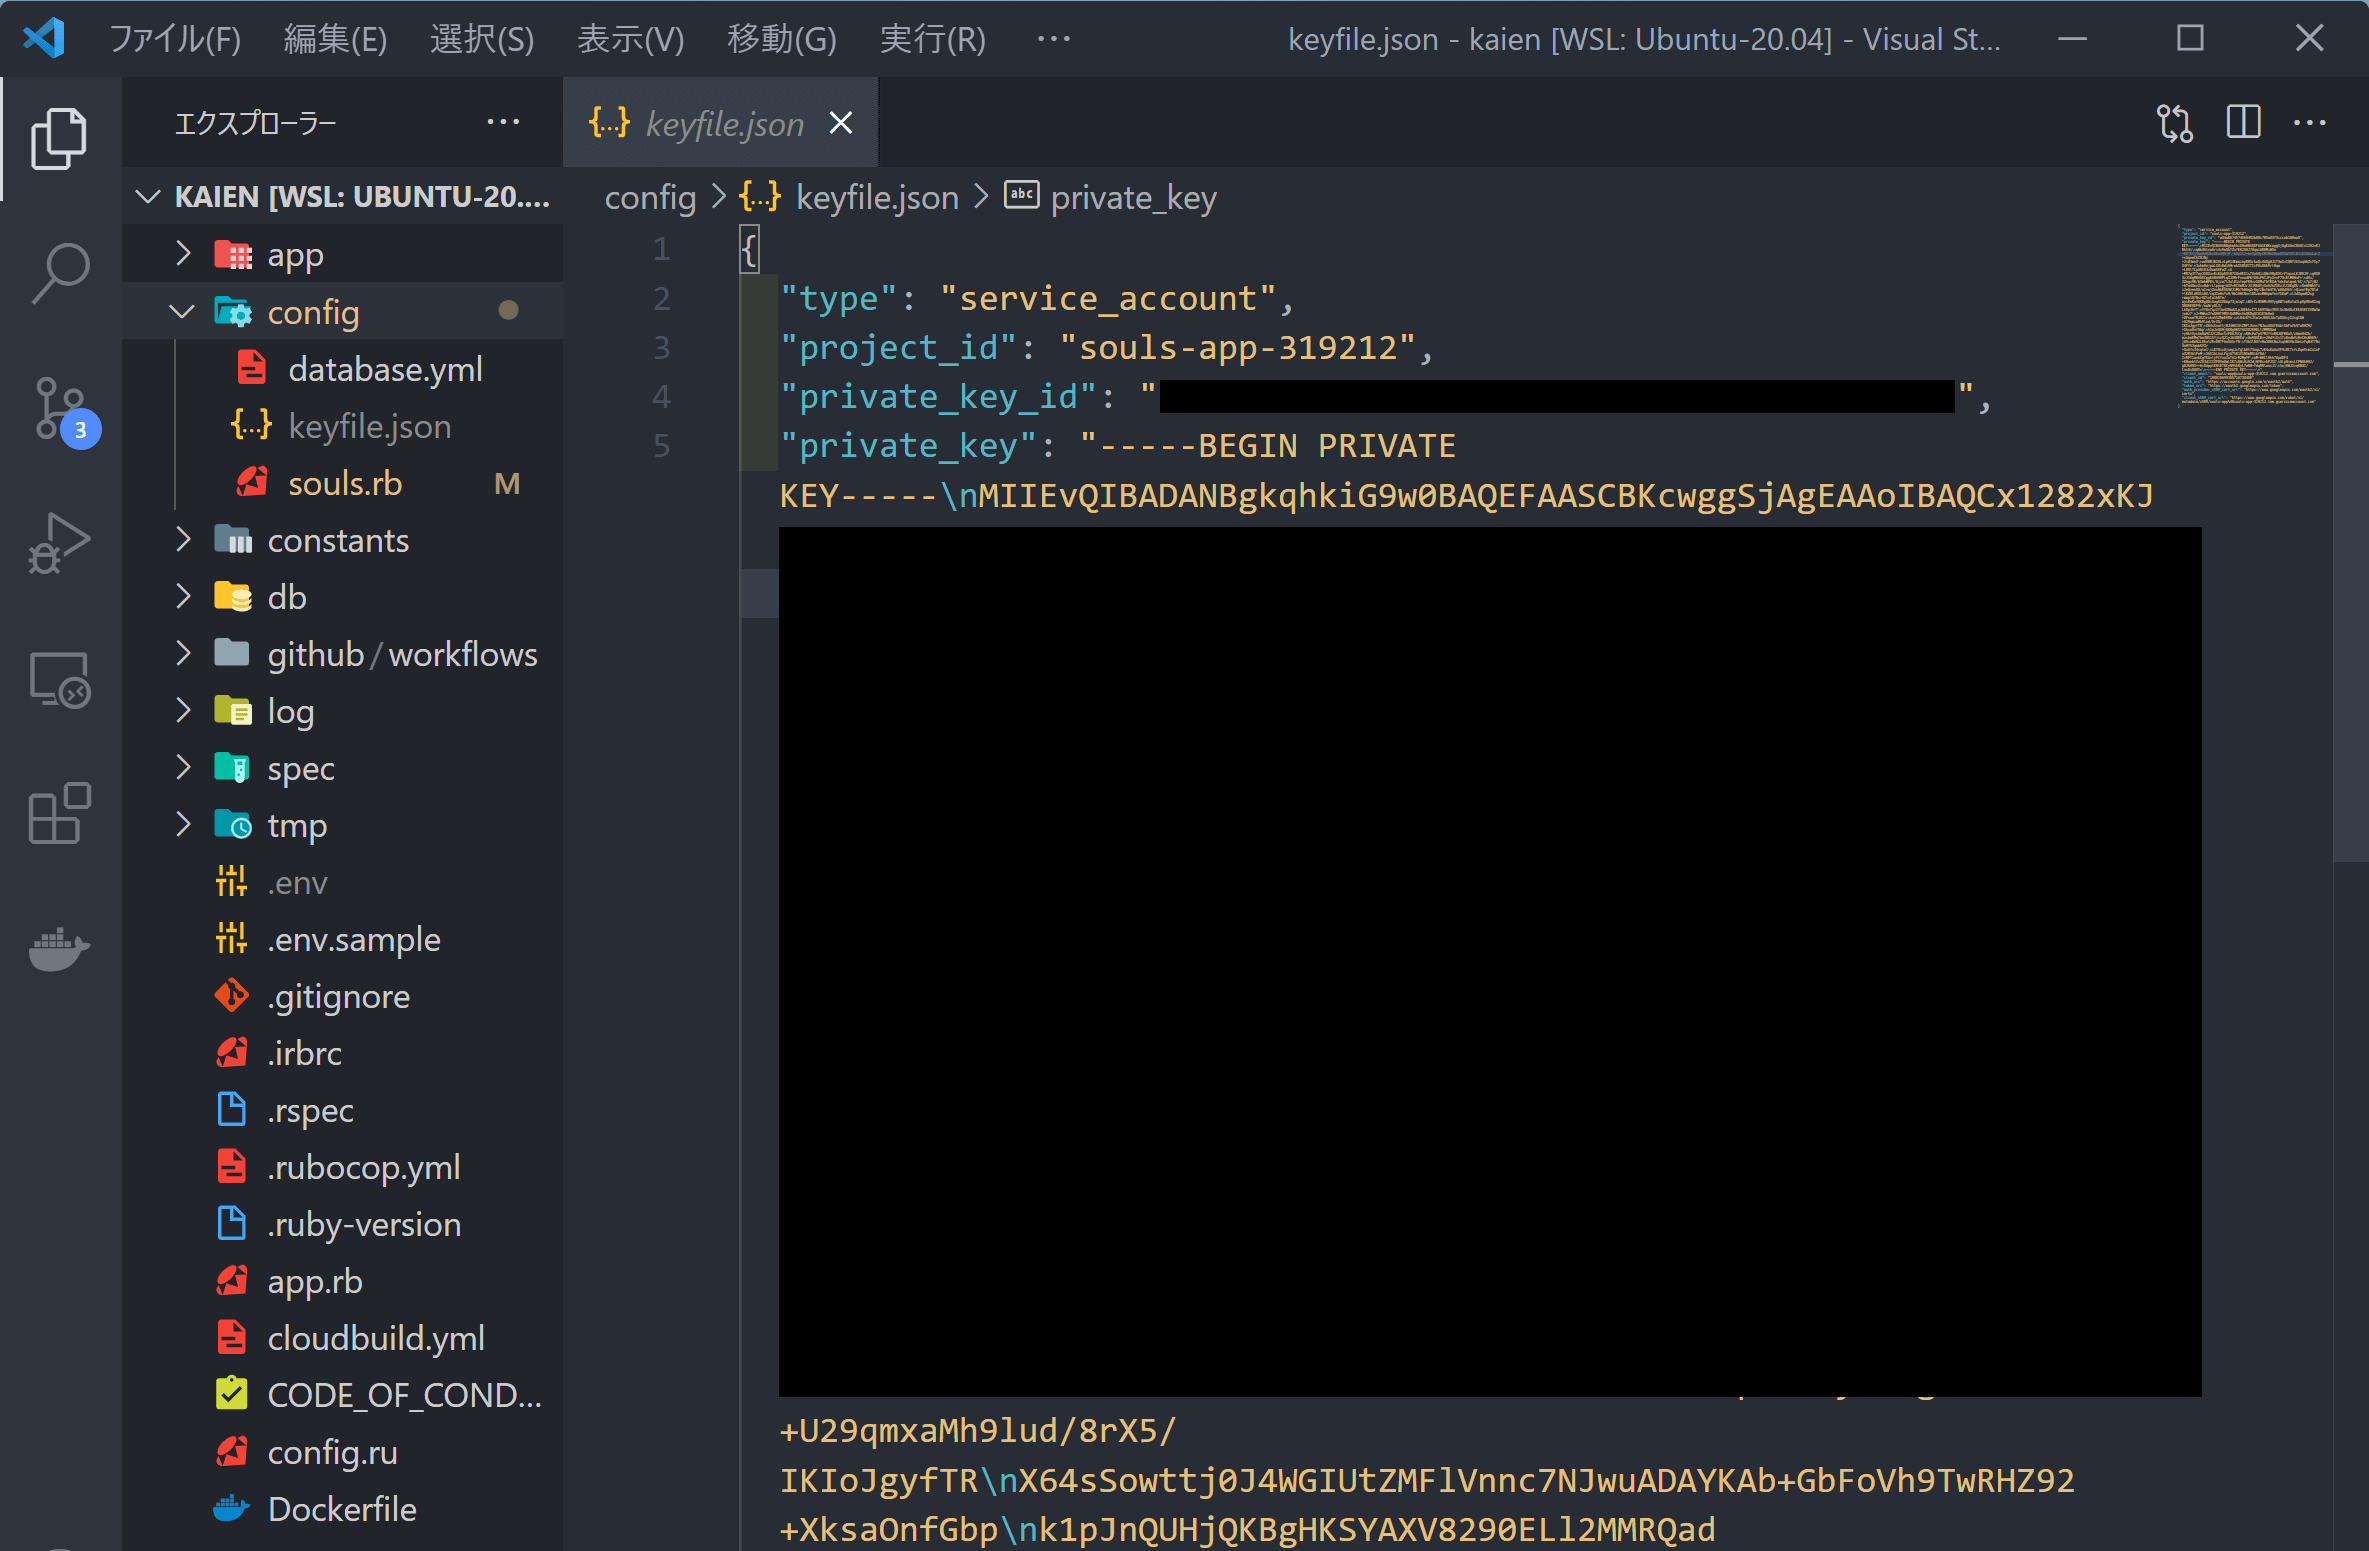 ファイル(F) 編集(E) 選択(S) 表示(V) 移動(G) 実行(R) ··· keyfile.json - kaien [WSL: Ubuntu-20.04] - Visual St...
エクスプローラー ···
KAIEN [WSL: UBUNTU-20....
app
config
database.yml
keyfile.json
souls.rb M
constants
db
github/workflows
log
spec
tmp
.env
.env.sample
.gitignore
.irbrc
.rspec
.rubocop.yml
.ruby-version
app.rb
cloudbuild.yml
CODE_OF_COND...
config.ru
Dockerfile
3
{..} keyfile.json
config > {..} keyfile.json > abc private_key
1 {
2 "type": "service_account",
3 "project_id": "souls-app-319212",
4 "private_key_id": "",
5 "private_key": "-----BEGIN PRIVATE
KEY-----\nMIIEvQIBADANBgkqhkiG9w0BAQEFAASCBKcwggSjAgEAAoIBAQCx1282xKJ
+U29qmxaMh9lud/8rX5/
IKIoJgyfTR\nX64sSowttj0J4WGIUtZMFlVnnc7NJwuADAYKAb+GbFoVh9TwRHZ92
+XksaOnfGbp\nk1pJnQUHjQKBgHKSYAXV8290ELl2MMRQad